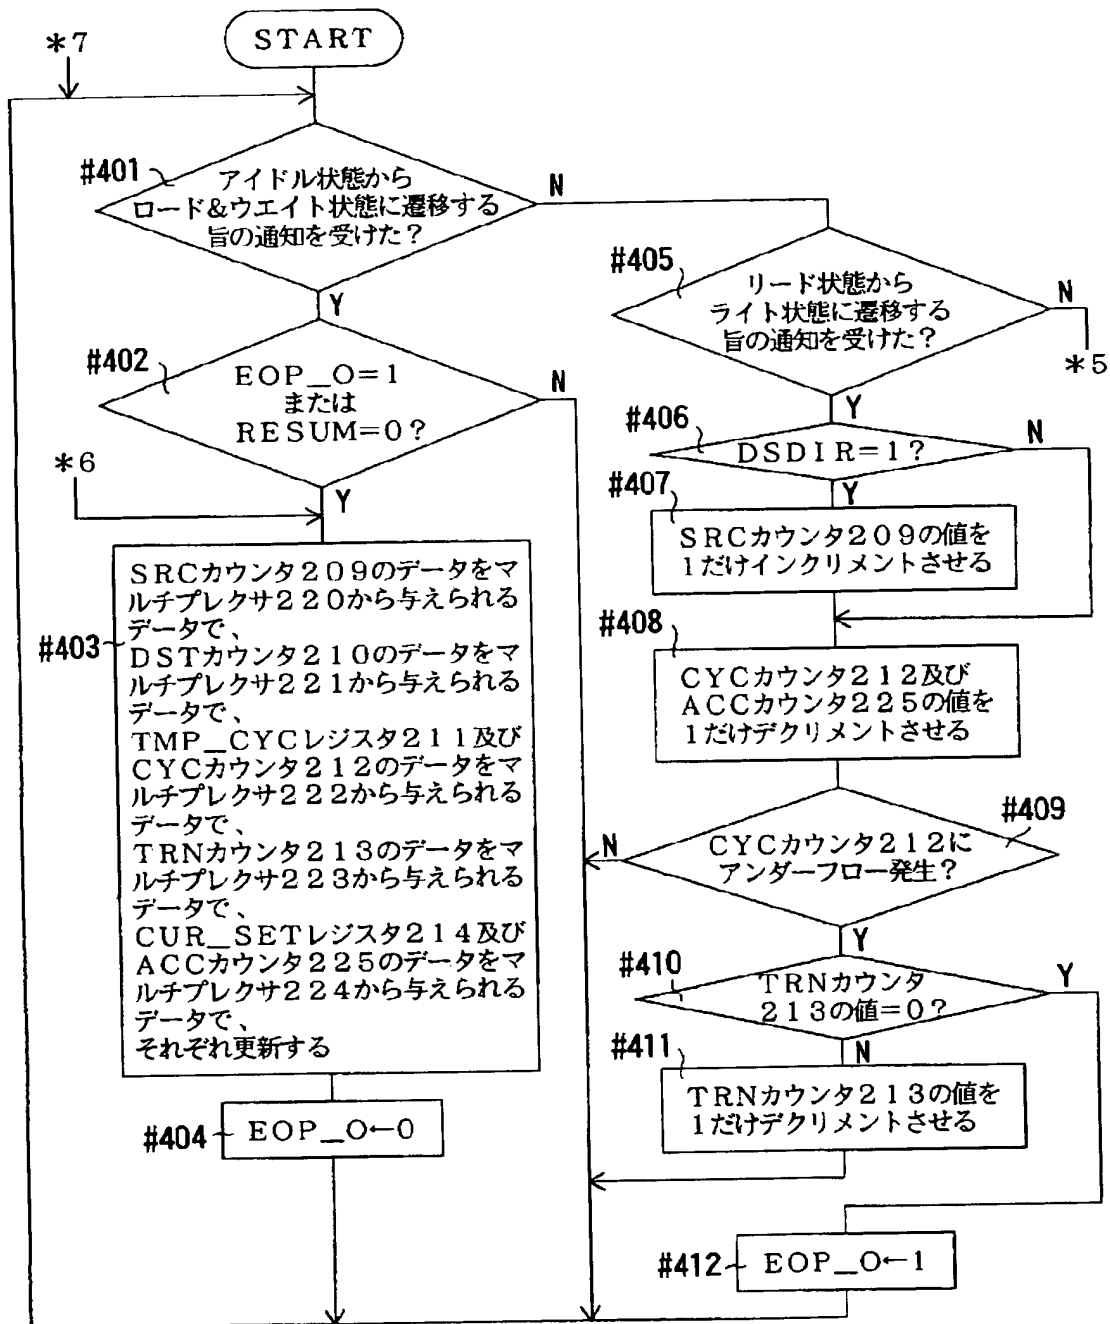 START
*7
#401
アイドル状態から
ロード&ウエイト状態に遷移する
旨の通知を受けた?
N
Y
#402
EOP_O=1
または
RESUM=0?
N
Y
*6
#403
SRCカウンタ209のデータをマ
ルチプレクサ220から与えられる
データで、
DSTカウンタ210のデータをマ
ルチプレクサ221から与えられる
データで、
TMP_CYCレジスタ211及び
CYCカウンタ212のデータをマ
ルチプレクサ222から与えられる
データで、
TRNカウンタ213のデータをマ
ルチプレクサ223から与えられる
データで、
CUR_SETレジスタ214及び
ACCカウンタ225のデータをマ
ルチプレクサ224から与えられる
データで、
それぞれ更新する
#404
EOP_O←0
#405
リード状態から
ライト状態に遷移する
旨の通知を受けた?
N
*5
Y
#406
DSDIR=1?
N
Y
#407
SRCカウンタ209の値を
1だけインクリメントさせる
#408
CYCカウンタ212及び
ACCカウンタ225の値を
1だけデクリメントさせる
#409
CYCカウンタ212に
アンダーフロー発生?
N
Y
#410
TRNカウンタ
213の値=0?
Y
N
#411
TRNカウンタ213の値を
1だけデクリメントさせる
#412
EOP_O←1